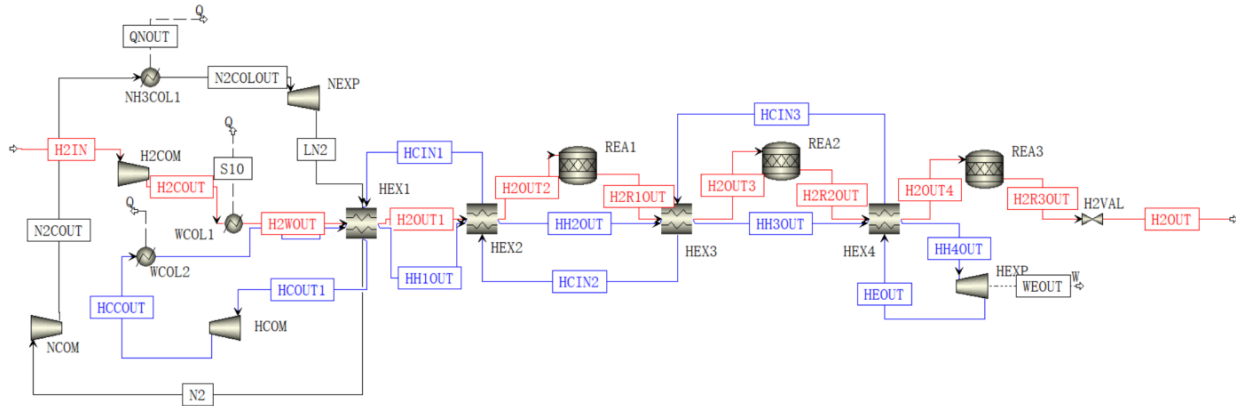 Q
QNOUT
N2COLOUT
NEXP
NH3COL1
LN2
H2IN
H2COM
Q
S10
H2COUT
Q
WCOL1
H2WOUT
HEX1
H2OUT1
HCIN1
HEX2
H2OUT2
REA1
H2R1OUT
HCIN3
H2OUT3
REA2
H2R2OUT
H2OUT4
REA3
H2R3OUT
H2VAL
H2OUT
N2COUT
WCOL2
HH1OUT
HH2OUT
HEX3
HH3OUT
HEX4
HH4OUT
HCCOUT
HCOUT1
HCOM
HCIN2
HEOUT
HEXP
WEOUT
W
NCOM
N2